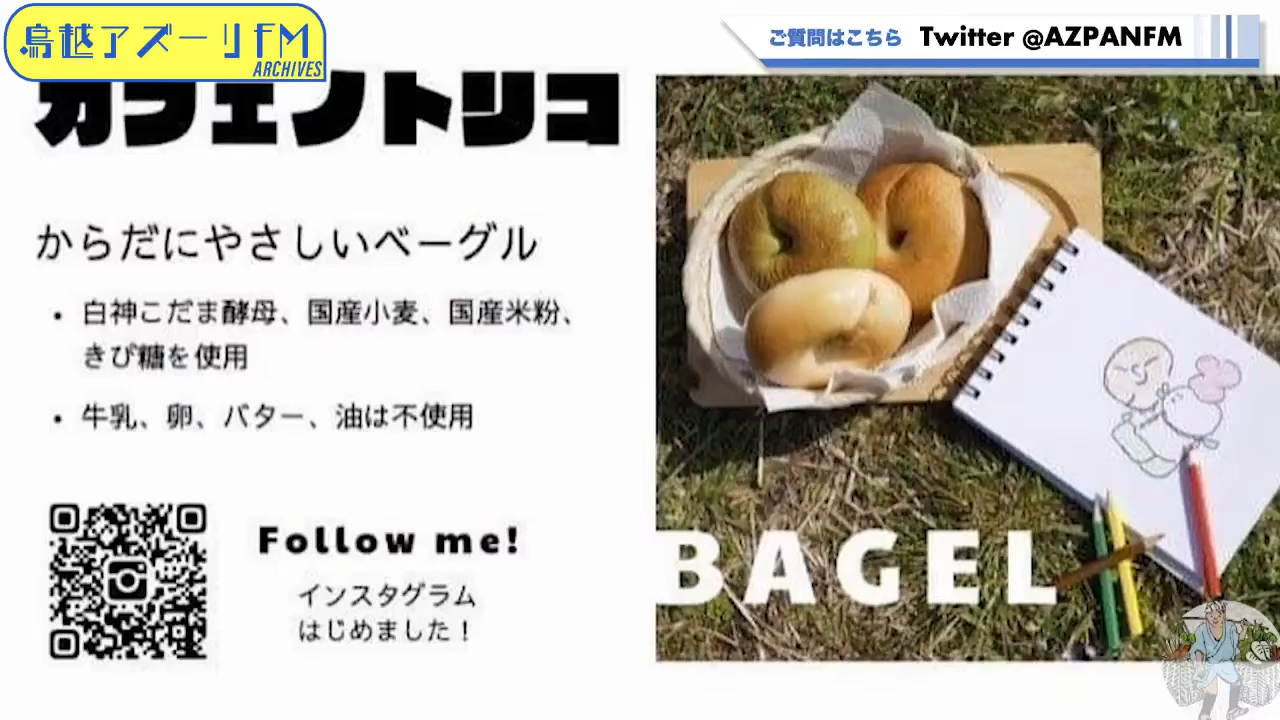 鳥越アズーリFM
ARCHIVES
ご質問はこちら Twitter @AZPANFM
カフェノトリコ
からだにやさしいベーグル
• 白神こだま酵母、国産小麦、国産米粉、
きび糖を使用
• 牛乳、卵、バター、油は不使用
Follow me!
インスタグラム
はじめました！
BAGEL